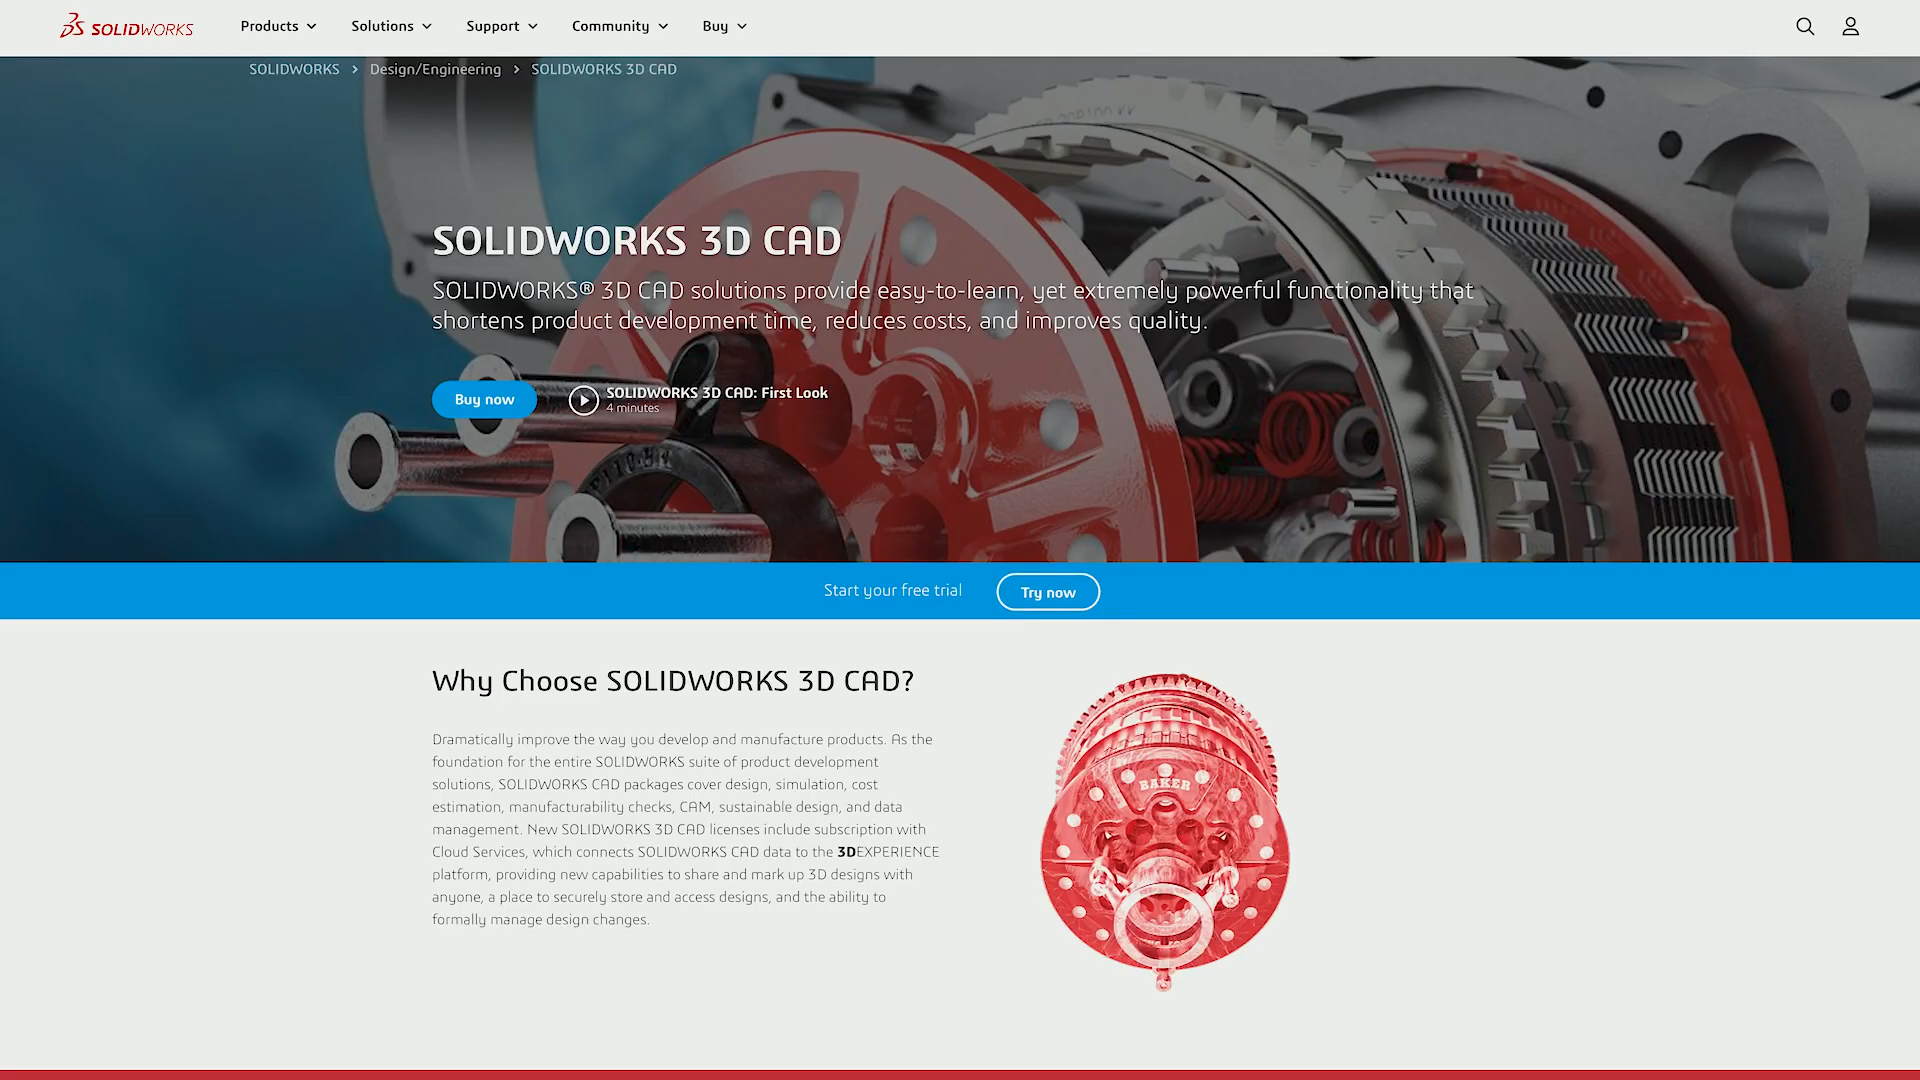 SOLIDWORKS
Products
Solutions
Support
Community
Buy
SOLIDWORKS > Design/Engineering > SOLIDWORKS 3D CAD
SOLIDWORKS 3D CAD
SOLIDWORKS® 3D CAD solutions provide easy-to-learn, yet extremely powerful functionality that
shortens product development time, reduces costs, and improves quality.
Buy now
SOLIDWORKS 3D CAD: First Look
4 minutes
Start your free trial
Try now
Why Choose SOLIDWORKS 3D CAD?
Dramatically improve the way you develop and manufacture products. As the
foundation for the entire SOLIDWORKS suite of product development
solutions, SOLIDWORKS CAD packages cover design, simulation, cost
estimation, manufacturability checks, CAM, sustainable design, and data
management. New SOLIDWORKS 3D CAD licenses include subscription with
Cloud Services, which connects SOLIDWORKS CAD data to the 3DEXPERIENCE
platform, providing new capabilities to share and mark up 3D designs with
anyone, a place to securely store and access designs, and the ability to
formally manage design changes.
BAKER